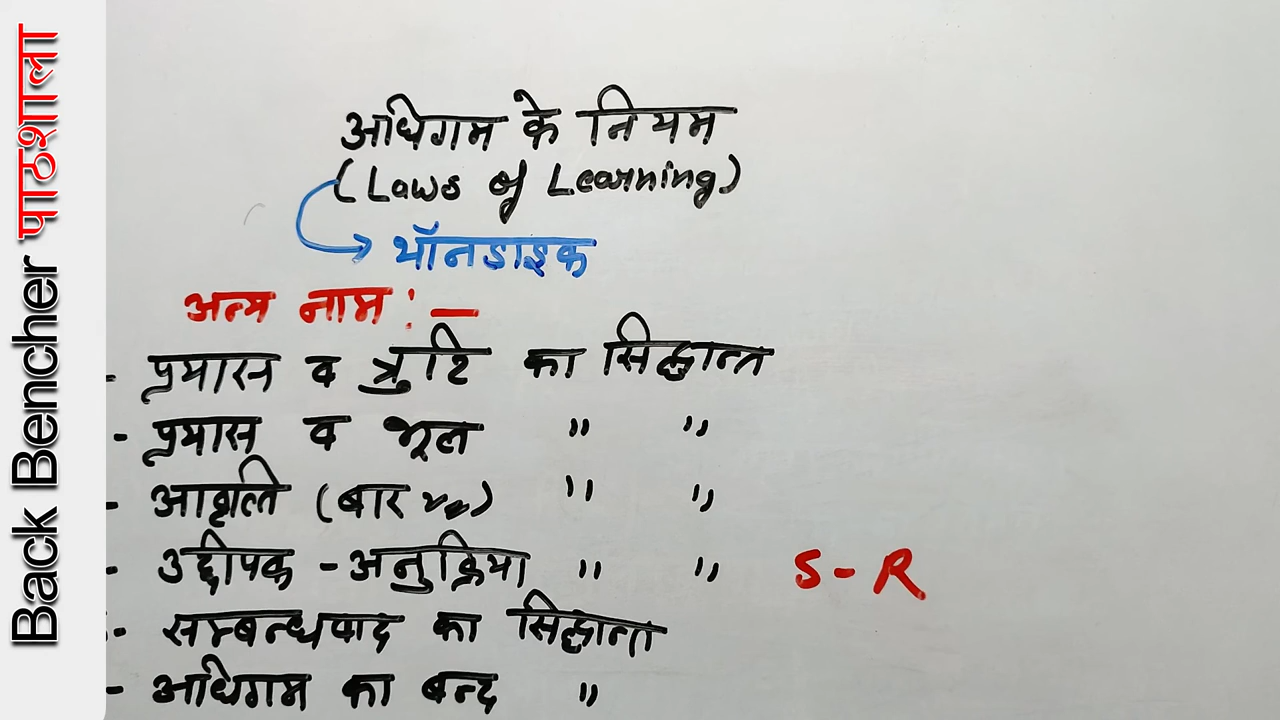 Back Bencher पाठशाला
अधिगम के नियम
(Laws of Learning)
थॉनडाइक
अन्य नाम :-
- प्रयास व त्रुटि का सिद्धान्त
- प्रयास व भूल " "
- आवृत्ति (बार ") " "
- उद्दीपक - अनुक्रिया " " S-R
- सम्बन्धवाद का सिद्धान्त
- अधिगम का बन्द "